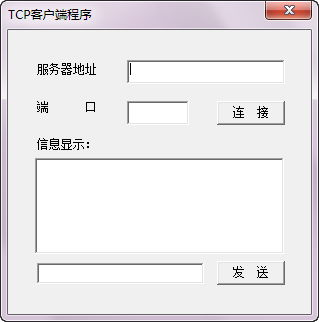 TCP客户端程序
服务器地址
端 口
连 接
信息显示:
发 送